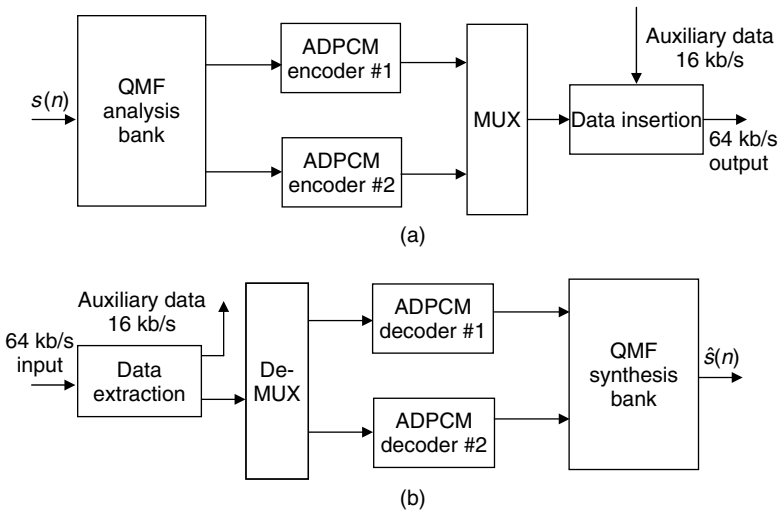 s(n)
QMF
analysis
bank
ADPCM
encoder #1
ADPCM
encoder #2
MUX
Auxiliary data
16 kb/s
Data insertion
64 kb/s
output
(a)
64 kb/s
input
Data
extraction
Auxiliary data
16 kb/s
De-
MUX
ADPCM
decoder #1
ADPCM
decoder #2
QMF
synthesis
bank
ŝ(n)
(b)